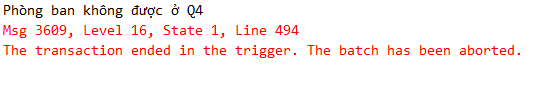 Phòng ban không được ở Q4
Msg 3609, Level 16, State 1, Line 494
The transaction ended in the trigger. The batch has been aborted.